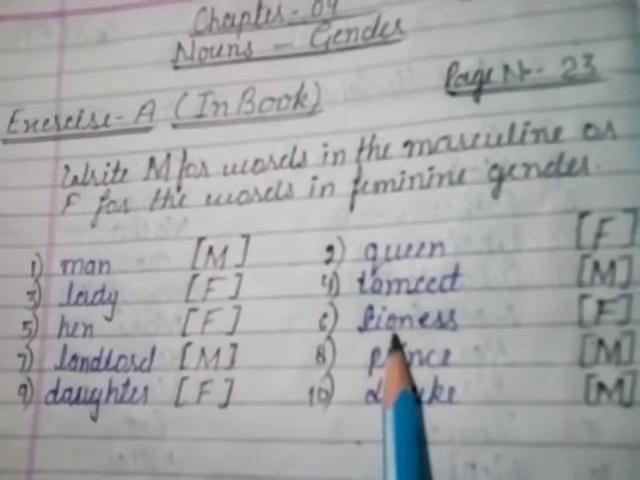 Chapter - 04
Nouns - Gender
Page No. - 23
Exercise - A (In Book)
Write M for words in the masculine or
F for the words in feminine gender.
1) man [M] 2) queen [F]
3) lady [F] 4) tomcat [M]
5) hen [F] 6) lioness [F]
7) landlord [M] 8) prince [M]
9) daughter [F] 10) [M]